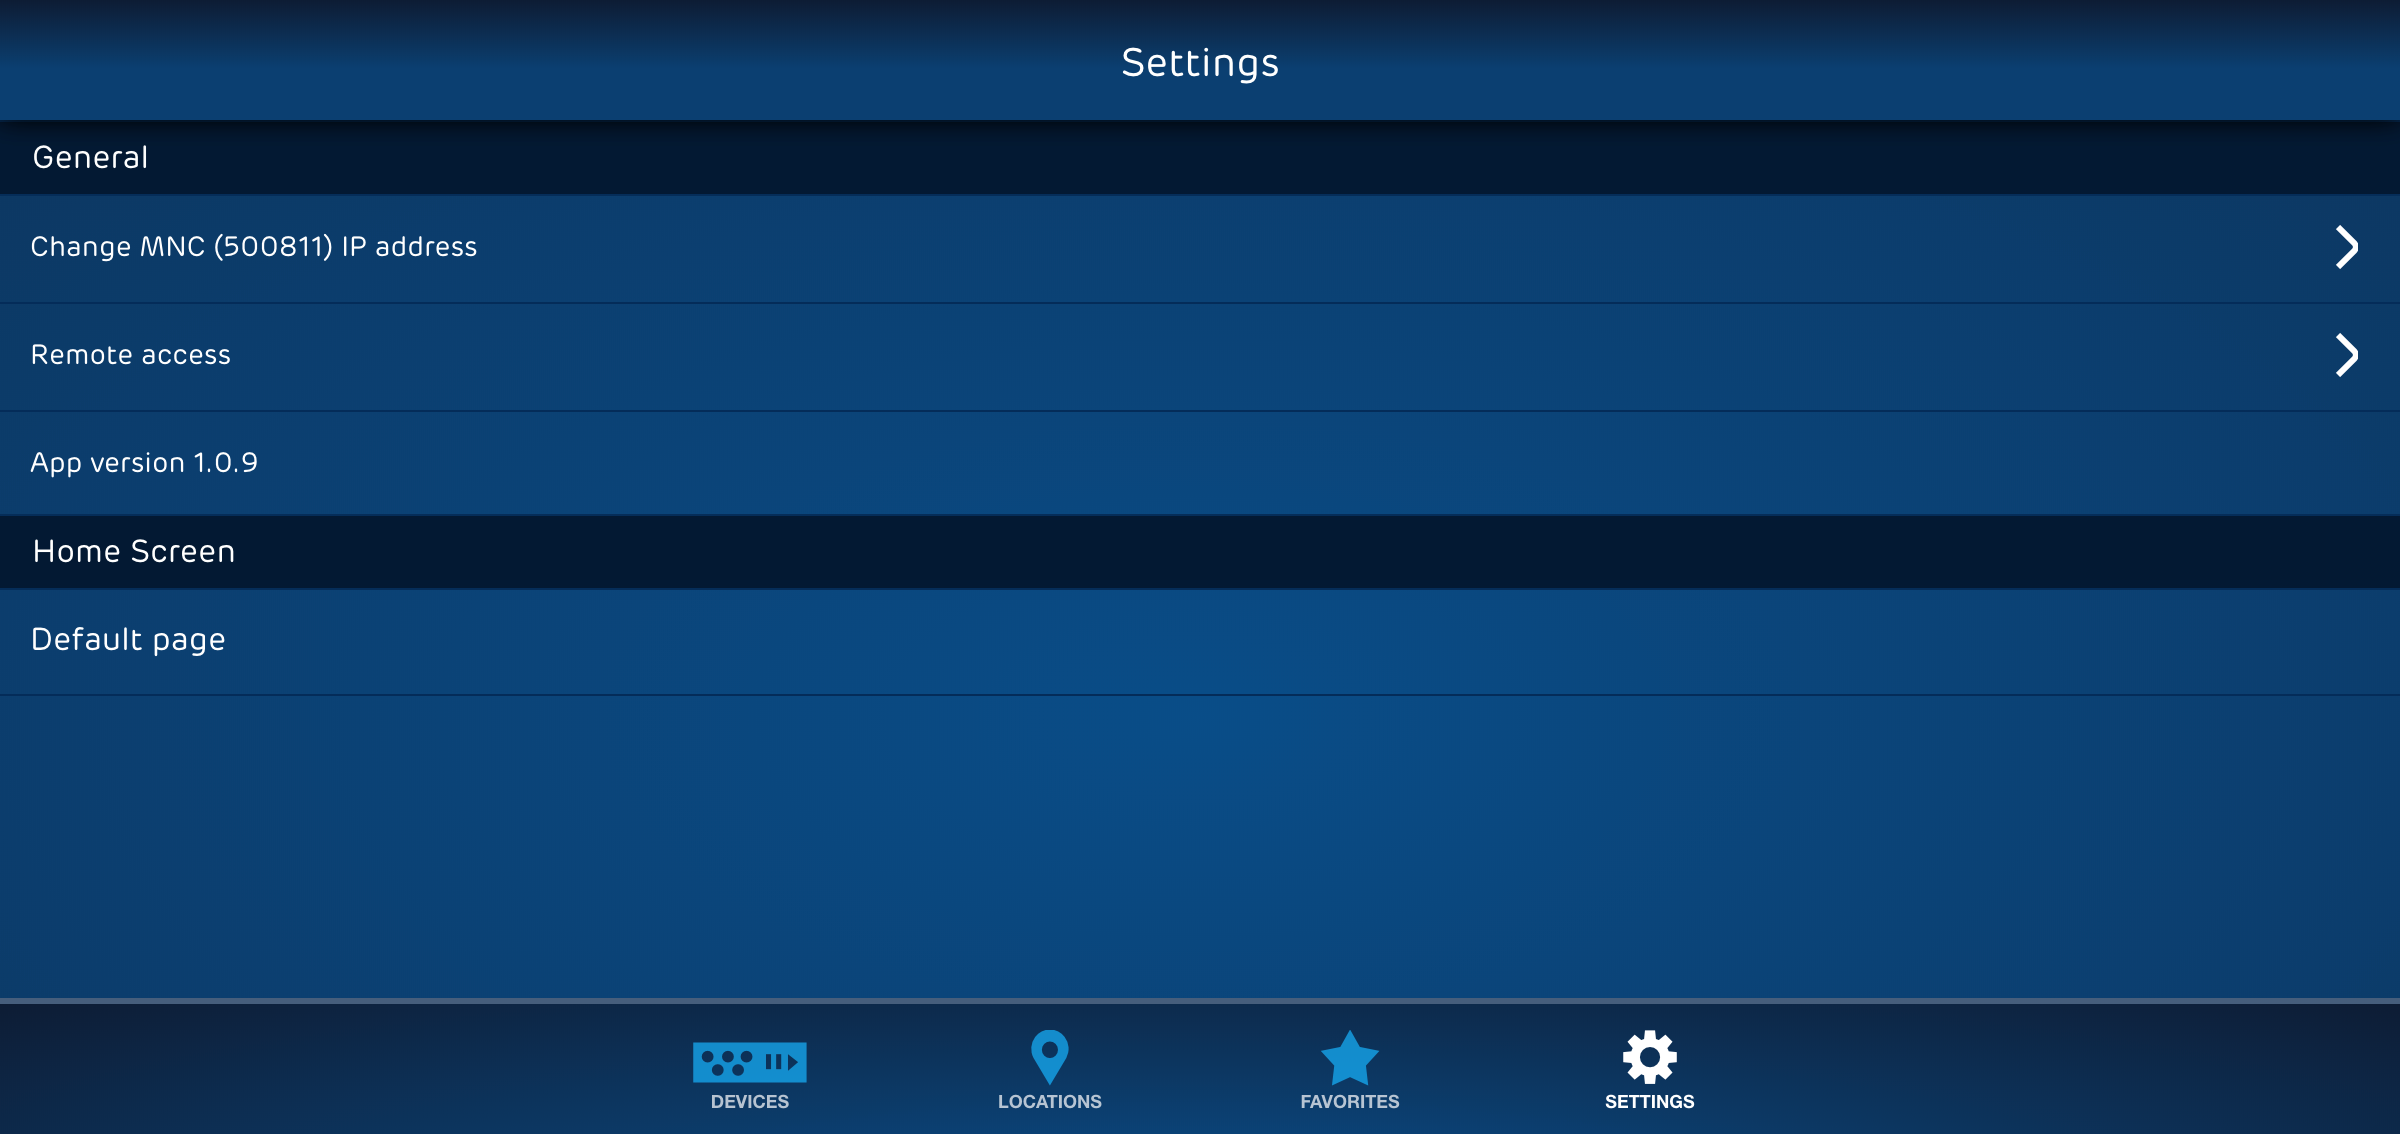 Settings
General
Change MNC (500811) IP address
Remote access
App version 1.0.9
Home Screen
Default page
DEVICES
LOCATIONS
FAVORITES
SETTINGS